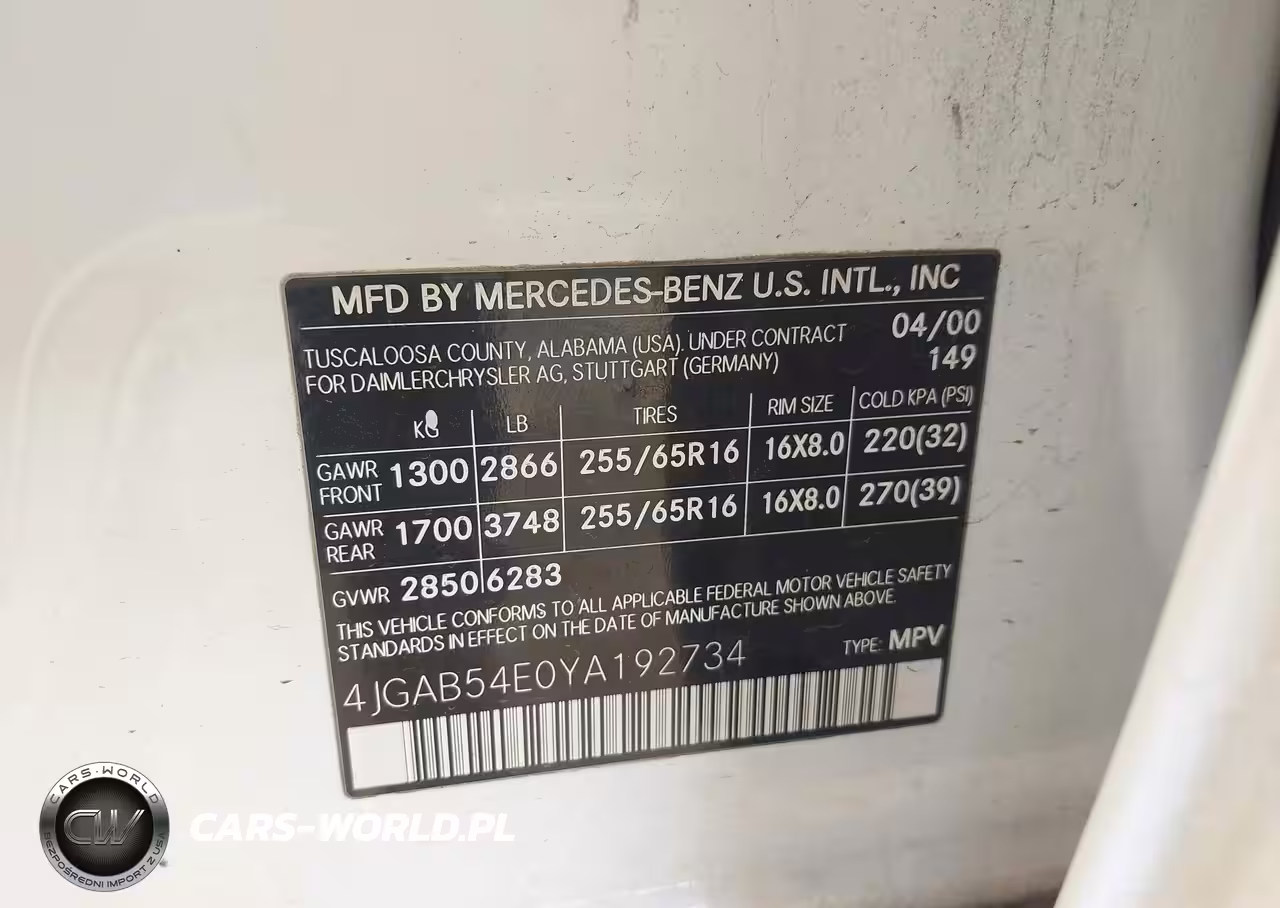 MFD BY MERCEDES-BENZ U.S. INTL., INC
TUSCALOOSA COUNTY, ALABAMA (USA). UNDER CONTRACT 04/00
FOR DAIMLERCHRYSLER AG, STUTTGART (GERMANY) 149
KG LB TIRES RIM SIZE COLD KPA (PSI)
GAWR FRONT 1300 2866 255/65R16 16X8.0 220(32)
GAWR REAR 1700 3748 255/65R16 16X8.0 270(39)
GVWR 2850 6283
THIS VEHICLE CONFORMS TO ALL APPLICABLE FEDERAL MOTOR VEHICLE SAFETY
STANDARDS IN EFFECT ON THE DATE OF MANUFACTURE SHOWN ABOVE.
4JGAB54E0YA192734 TYPE: MPV
CARS-WORLD
CW
BEZPOŚREDNI IMPORT Z USA
CARS-WORLD.PL